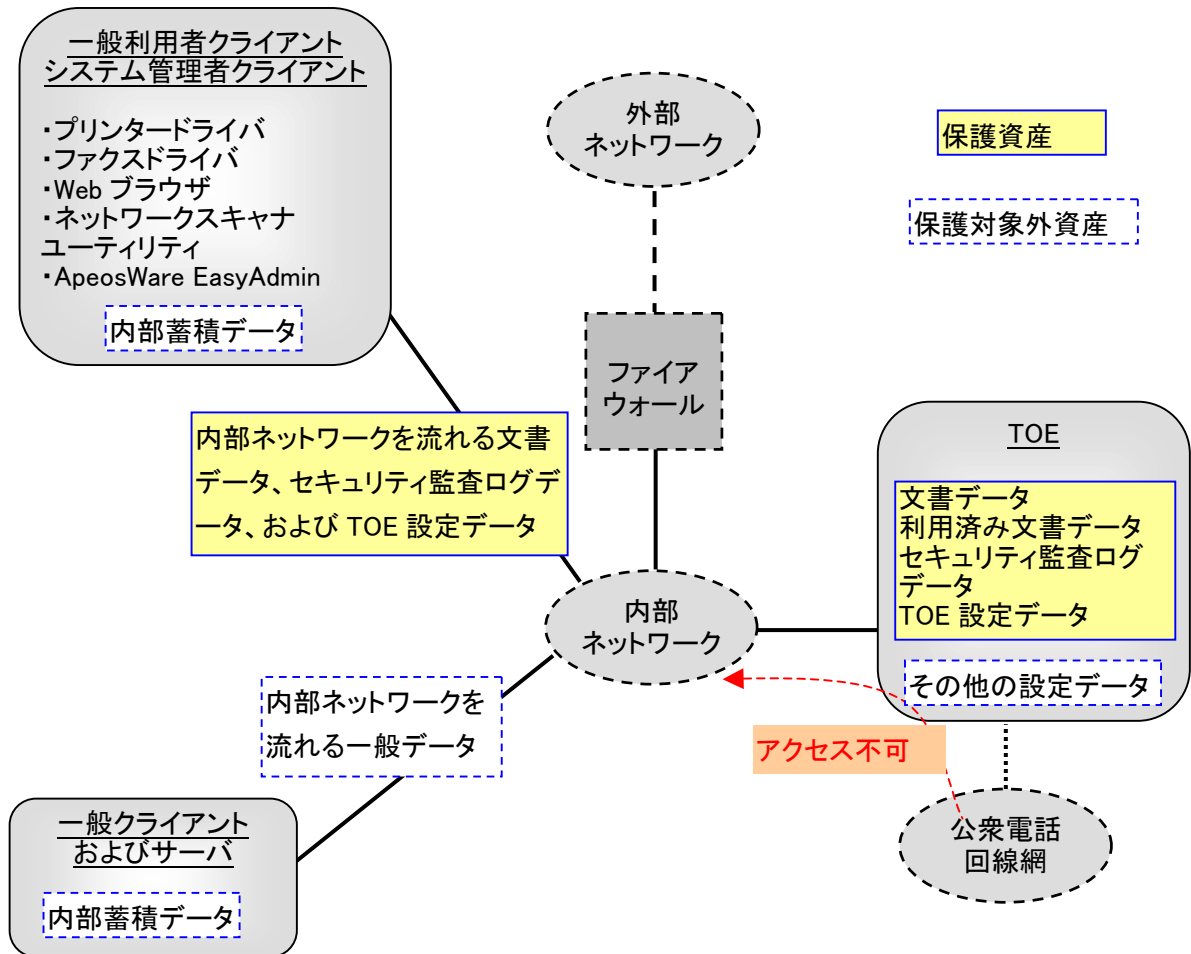 一般利用者クライアント
システム管理者クライアント
・プリンタードライバ
・ファクスドライバ
・Web ブラウザ
・ネットワークスキャナ
ユーティリティ
・ApeosWare EasyAdmin
内部蓄積データ
外部
ネットワーク
保護資産
保護対象外資産
ファイア
ウォール
内部ネットワークを流れる文書
データ、セキュリティ監査ログデ
ータ、および TOE 設定データ
TOE
文書データ
利用済み文書データ
セキュリティ監査ログ
データ
TOE 設定データ
その他の設定データ
内部
ネットワーク
内部ネットワークを
流れる一般データ
アクセス不可
公衆電話
回線網
一般クライアント
およびサーバ
内部蓄積データ